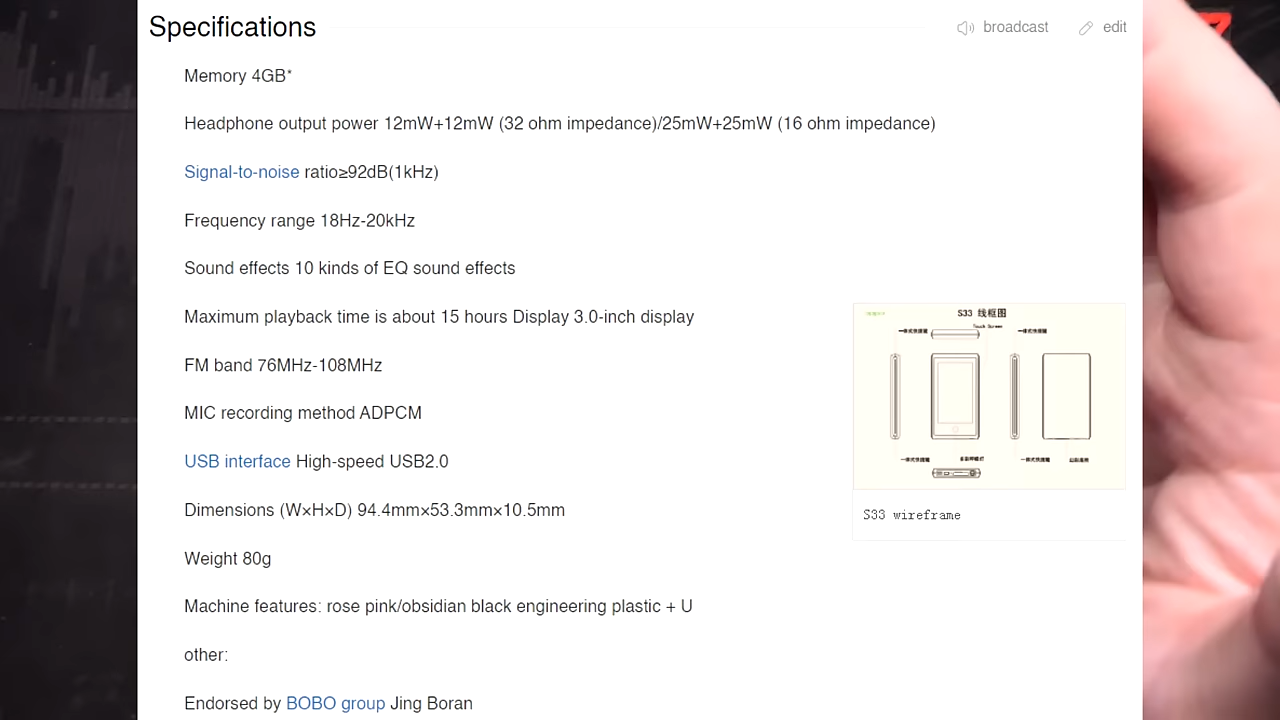 Specifications
broadcast
edit
Memory 4GB*
Headphone output power 12mW+12mW (32 ohm impedance)/25mW+25mW (16 ohm impedance)
Signal-to-noise ratio≥92dB(1kHz)
Frequency range 18Hz-20kHz
Sound effects 10 kinds of EQ sound effects
Maximum playback time is about 15 hours Display 3.0-inch display
FM band 76MHz-108MHz
MIC recording method ADPCM
USB interface High-speed USB2.0
Dimensions (W×H×D) 94.4mm×53.3mm×10.5mm
Weight 80g
Machine features: rose pink/obsidian black engineering plastic + U
other:
Endorsed by BOBO group Jing Boran
S33 线框图
Touch Screen
S33 wireframe